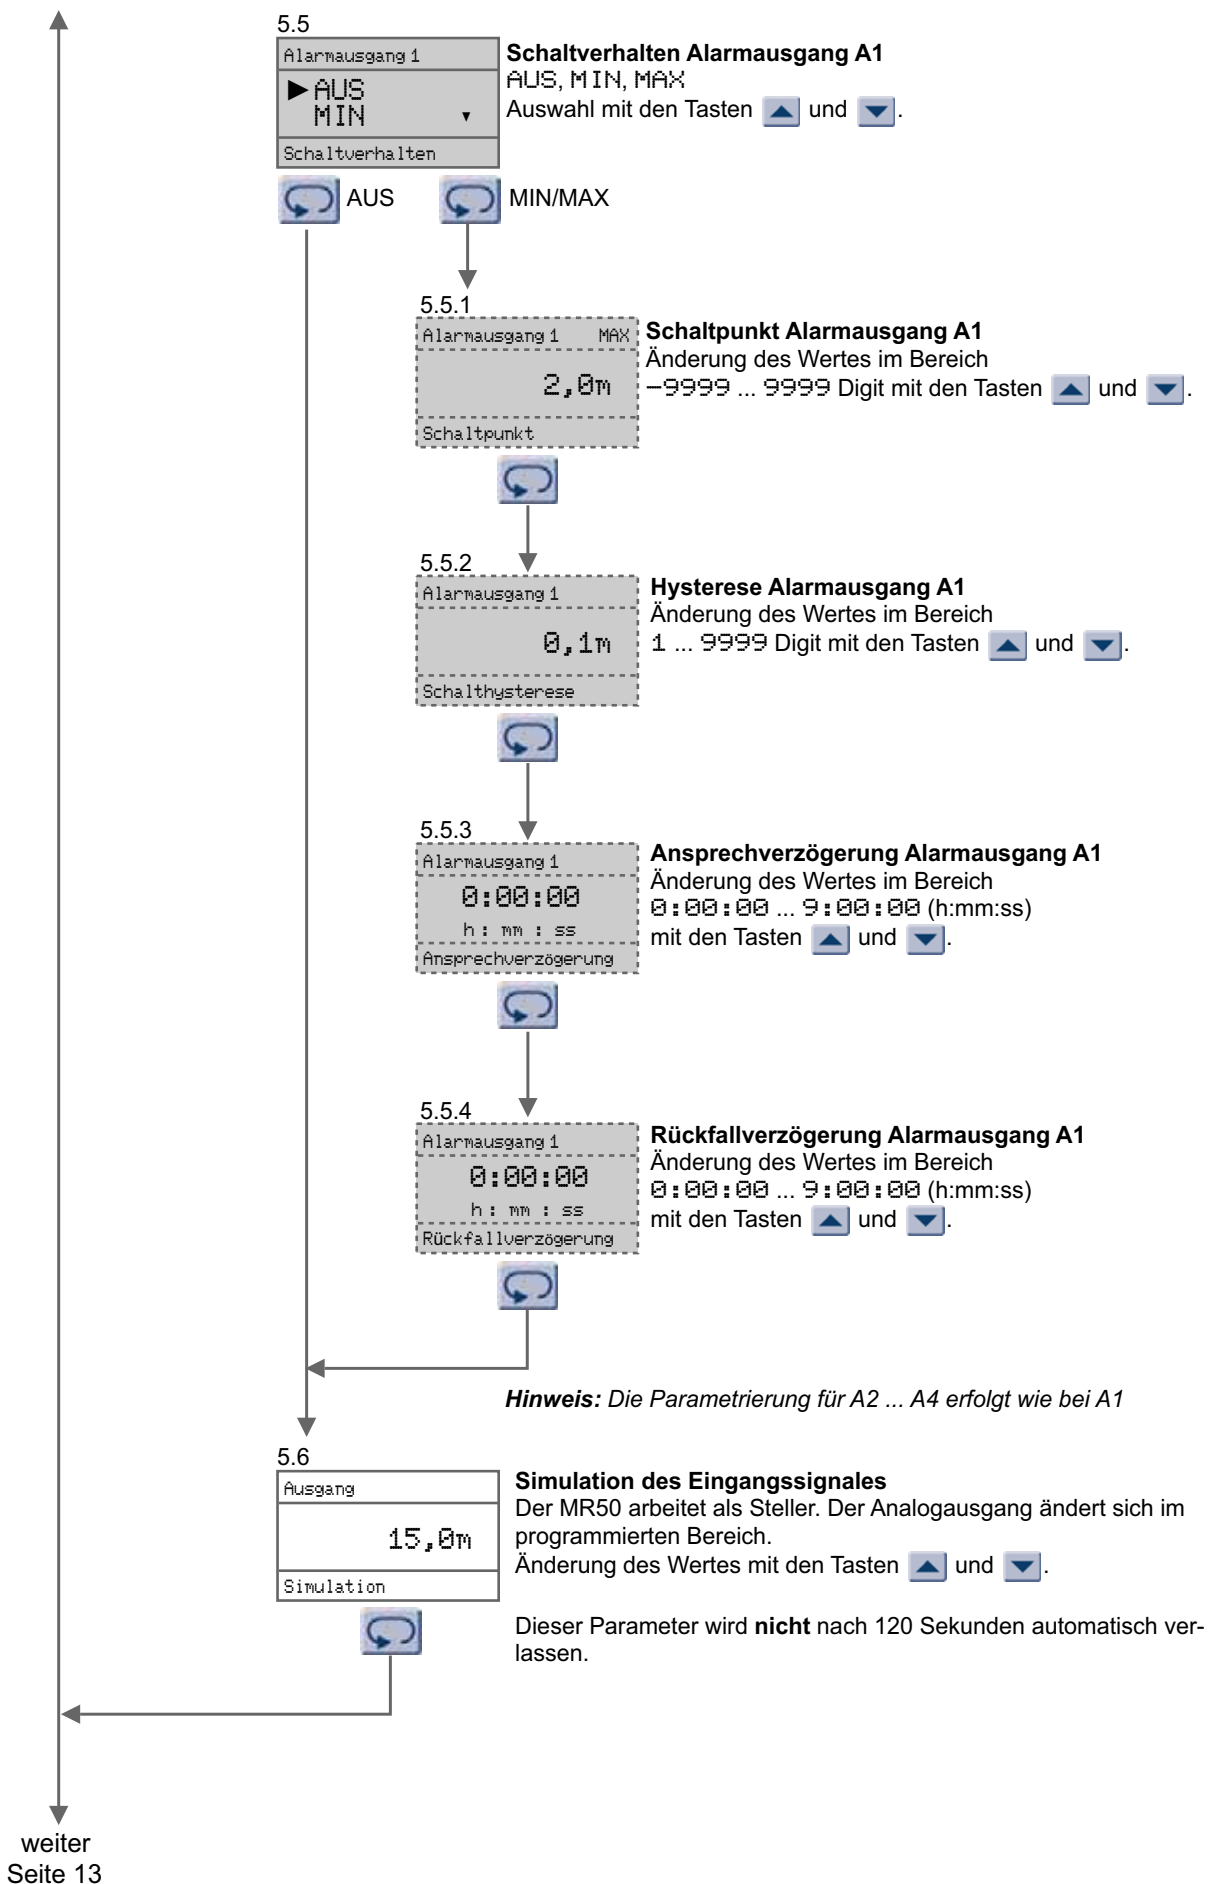 5.5
Alarmausgang 1
►AUS
MIN ▼
Schaltverhalten
Schaltverhalten Alarmausgang A1
AUS, MIN, MAX
Auswahl mit den Tasten ▲ und ▼.
AUS
MIN/MAX
5.5.1
Alarmausgang 1 MAX
2,0m
Schaltpunkt
Schaltpunkt Alarmausgang A1
Änderung des Wertes im Bereich
-9999 ... 9999 Digit mit den Tasten ▲ und ▼.
5.5.2
Alarmausgang 1
0,1m
Schalthysterese
Hysterese Alarmausgang A1
Änderung des Wertes im Bereich
1 ... 9999 Digit mit den Tasten ▲ und ▼.
5.5.3
Alarmausgang 1
0:00:00
h : mm : ss
Ansprechverzögerung
Ansprechverzögerung Alarmausgang A1
Änderung des Wertes im Bereich
0:00:00 ... 9:00:00 (h:mm:ss)
mit den Tasten ▲ und ▼.
5.5.4
Alarmausgang 1
0:00:00
h : mm : ss
Rückfallverzögerung
Rückfallverzögerung Alarmausgang A1
Änderung des Wertes im Bereich
0:00:00 ... 9:00:00 (h:mm:ss)
mit den Tasten ▲ und ▼.
Hinweis: Die Parametrierung für A2 ... A4 erfolgt wie bei A1
5.6
Ausgang
15,0m
Simulation
Simulation des Eingangssignales
Der MR50 arbeitet als Steller. Der Analogausgang ändert sich im
programmierten Bereich.
Änderung des Wertes mit den Tasten ▲ und ▼.
Dieser Parameter wird nicht nach 120 Sekunden automatisch ver-
lassen.
weiter
Seite 13